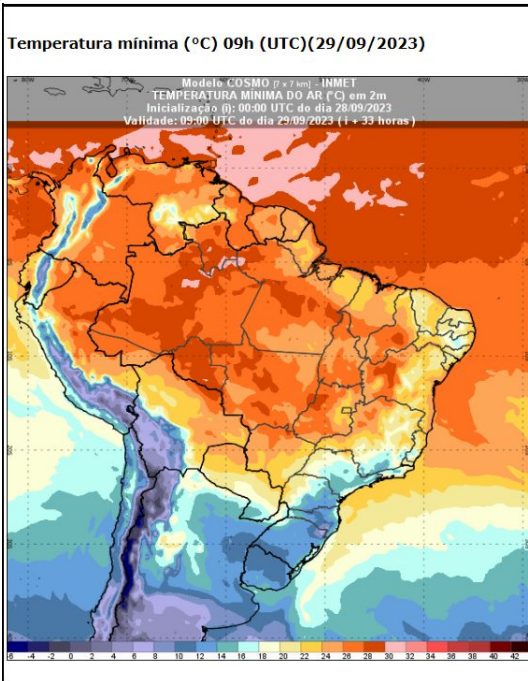 Temperatura mínima (°C) 09h (UTC)(29/09/2023)
Modelo COSMO [7 x 7 km] - INMET
TEMPERATURA MÍNIMA DO AR (°C) em 2m
Inicialização (i): 00:00 UTC do dia 28/09/2023
Validade: 09:00 UTC do dia 29/09/2023 ( i + 33 horas )
-6 -4 -2 0 2 4 6 8 10 12 14 16 18 20 22 24 26 28 30 32 34 36 38 40 42